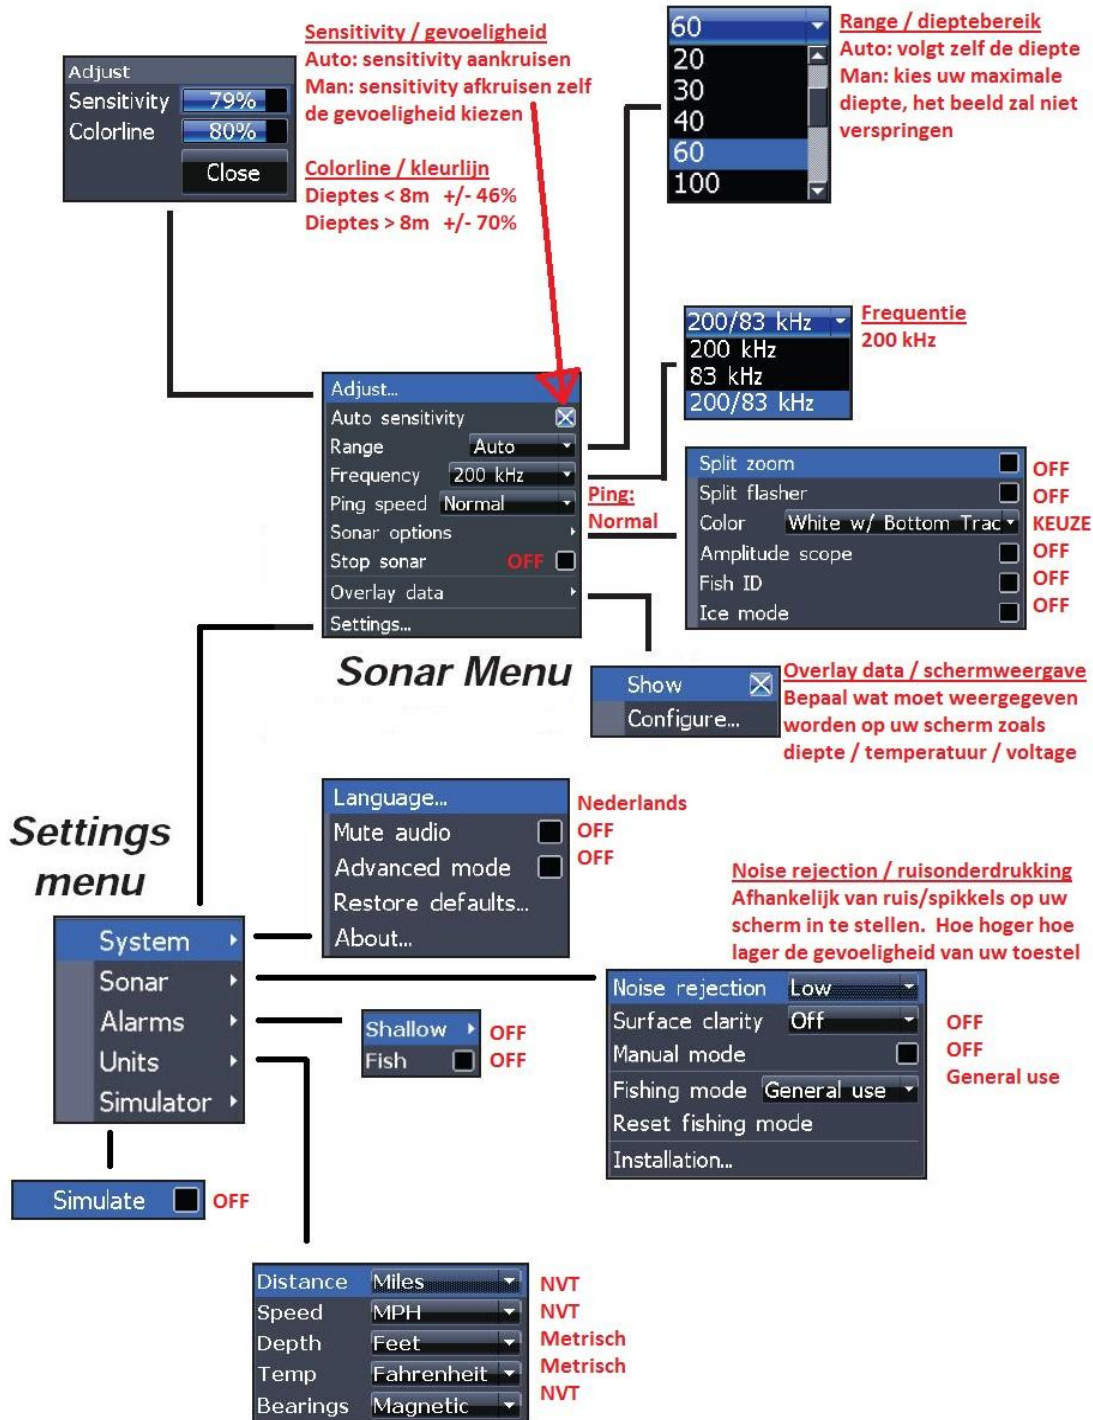 Sensitivity / gevoeligheid
Auto: sensitivity aankruisen
Man: sensitivity afkruisen zelf
de gevoeligheid kiezen
Colorline / kleurlijn
Dieptes < 8m +/- 46%
Dieptes > 8m +/- 70%
Adjust
Sensitivity 79%
Colorline 80%
Close
60
20
30
40
60
100
Range / dieptebereik
Auto: volgt zelf de diepte
Man: kies uw maximale
diepte, het beeld zal niet
verspringen
200/83 kHz
200 kHz
83 kHz
200/83 kHz
Frequentie
200 kHz
Adjust...
Auto sensitivity
Range Auto
Frequency 200 kHz
Ping speed Normal
Sonar options
Stop sonar OFF
Overlay data
Settings...
Ping:
Normal
Split zoom OFF
Split flasher OFF
Color White w/ Bottom Trac KEUZE
Amplitude scope OFF
Fish ID OFF
Ice mode OFF
Sonar Menu
Show
Configure...
Overlay data / schermweergave
Bepaal wat moet weergegeven
worden op uw scherm zoals
diepte / temperatuur / voltage
Settings
menu
Language... Nederlands
Mute audio OFF
Advanced mode OFF
Restore defaults...
About...
System
Sonar
Alarms
Units
Simulator
Noise rejection / ruisonderdrukking
Afhankelijk van ruis/spikkels op uw
scherm in te stellen. Hoe hoger hoe
lager de gevoeligheid van uw toestel
Noise rejection Low
Surface clarity Off OFF
Manual mode OFF
Fishing mode General use General use
Reset fishing mode
Installation...
Shallow OFF
Fish OFF
Simulate OFF
Distance Miles NVT
Speed MPH NVT
Depth Feet Metrisch
Temp Fahrenheit Metrisch
Bearings Magnetic NVT